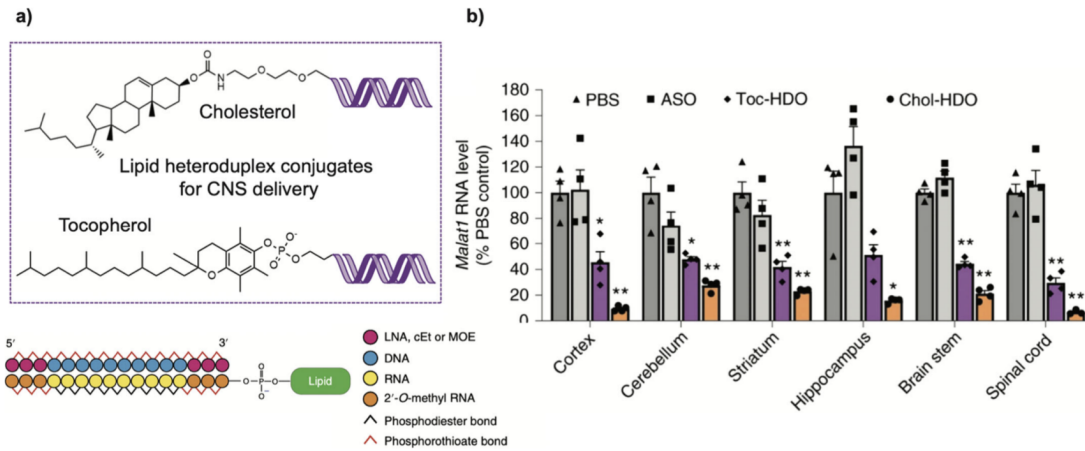 a)
O
O
N
H
O
O
Cholesterol
Lipid heteroduplex conjugates
for CNS delivery
Tocopherol
O
O
P
O-
O
O
5′
3′
O
P
O
O-
Lipid
LNA, cEt or MOE
DNA
RNA
2′-O-methyl RNA
Phosphodiester bond
Phosphorothioate bond
b)
Malat1 RNA level
(% PBS control)
180
160
140
120
100
80
60
40
20
0
PBS ASO Toc-HDO Chol-HDO
* ** * ** ** ** * ** ** ** **
Cortex
Cerebellum
Striatum
Hippocampus
Brain stem
Spinal cord